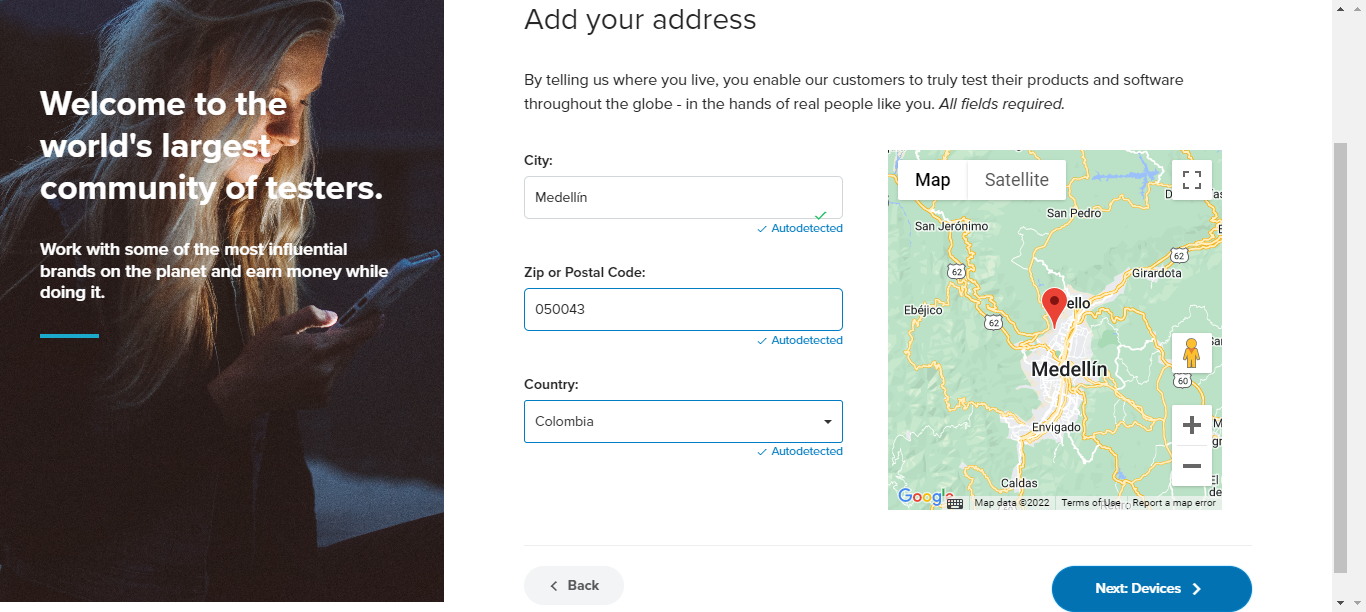 Welcome to the
world's largest
community of testers.
Work with some of the most influential
brands on the planet and earn money while
doing it.
Add your address
By telling us where you live, you enable our customers to truly test their products and software
throughout the globe - in the hands of real people like you. All fields required.
City:
Medellín
Autodetected
Zip or Postal Code:
050043
Autodetected
Country:
Colombia
Autodetected
Map Satellite
San Pedro
San Jerónimo
62
62
Girardota
Ebéjico
62
ello
Medellín
60
Envigado
Caldas
El
de
Google
Map data ©2022 Terms of Use Report a map error
Back
Next: Devices